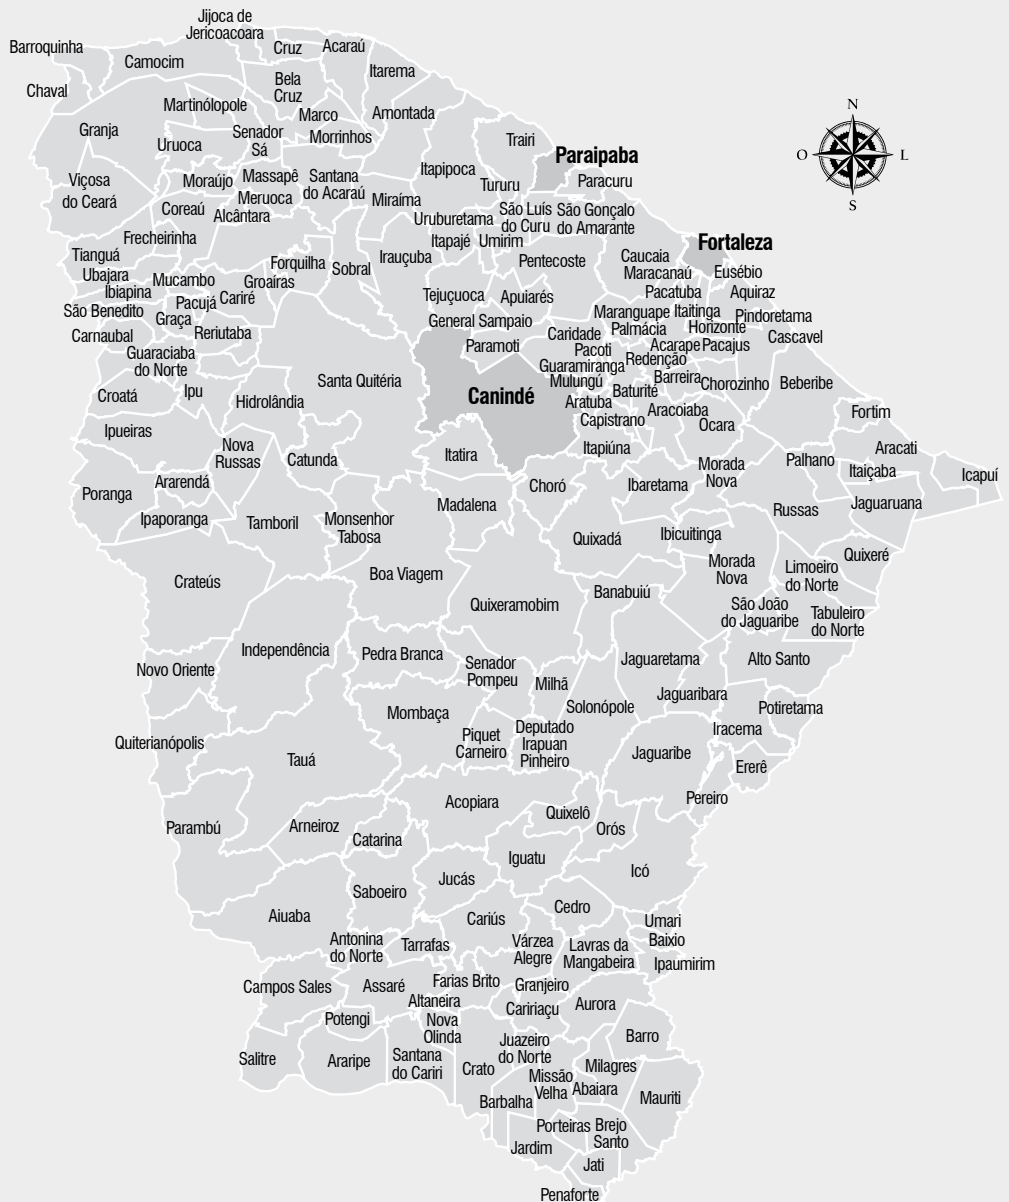 Jijoca de
Jericoacoara
Barroquinha
Cruz
Acaraú
Camocim
Itarema
Chaval
Bela
Cruz
Martinólopole
Marco
Amontada
Granja
Senador
Sá
Morrinhos
Uruoca
Trairi
Paraipaba
Itapipoca
Viçosa
do Ceará
Moraújo
Massapê
Santana
do Acaraú
Tururu
Paracuru
Meruoca
Miraíma
Coreaú
Alcântara
Uruburetama
São Luís
do Curu
São Gonçalo
do Amarante
Frecheirinha
Itapajé
Umirim
Fortaleza
Tianguá
Irauçuba
Pentecoste
Caucaia
Forquilha
Sobral
Maracanaú
Eusébio
Ubajara
Mucambo
Groaíras
Ibiapina
Pacujá
Cariré
Tejuçuoca
Apuiarés
Pacatuba
Aquiraz
São Benedito
Graça
Maranguape
Itaitinga
Pindoretama
General Sampaio
Palmácia
Horizonte
Carnaubal
Reriutaba
Caridade
Cascavel
Paramoti
Acarape
Pacajus
Guaraciaba
do Norte
Pacoti
Redenção
Guaramiranga
Santa Quitéria
Mulungú
Barreira
Chorozinho
Beberibe
Croatá
Ipu
Hidrolândia
Canindé
Baturité
Aratuba
Aracoiaba
Fortim
Capistrano
Ocara
Ipueiras
Nova
Russas
Catunda
Itatira
Itapiúna
Aracati
Palhano
Morada
Nova
Itaiçaba
Icapuí
Ararendá
Choró
Ibaretama
Poranga
Madalena
Jaguaruana
Russas
Ipaporanga
Tamboril
Monsenhor
Tabosa
Quixadá
Ibicuitinga
Quixeré
Crateús
Boa Viagem
Morada
Nova
Limoeiro
do Norte
Banabuiú
Quixeramobim
São João
do Jaguaribe
Tabuleiro
do Norte
Independência
Pedra Branca
Senador
Pompeu
Jaguaretama
Alto Santo
Novo Oriente
Milhã
Jaguaribara
Mombaça
Solonópole
Potiretama
Quiterianópolis
Piquet
Carneiro
Deputado
Irapuan
Pinheiro
Iracema
Tauá
Jaguaribe
Ererê
Acopiara
Pereiro
Parambú
Arneiroz
Quixelô
Orós
Catarina
Iguatu
Icó
Jucás
Saboeiro
Aiuaba
Cariús
Cedro
Umari
Antonina
do Norte
Tarrafas
Várzea
Alegre
Lavras da
Mangabeira
Baixio
Ipaumirim
Campos Sales
Assaré
Farias Brito
Granjeiro
Altaneira
Caririaçu
Aurora
Potengi
Nova
Olinda
Barro
Salitre
Araripe
Santana
do Cariri
Crato
Juazeiro
do Norte
Milagres
Missão
Velha
Abaiara
Barbalha
Mauriti
Porteiras
Brejo
Santo
Jardim
Jati
Penaforte
N
O
L
S